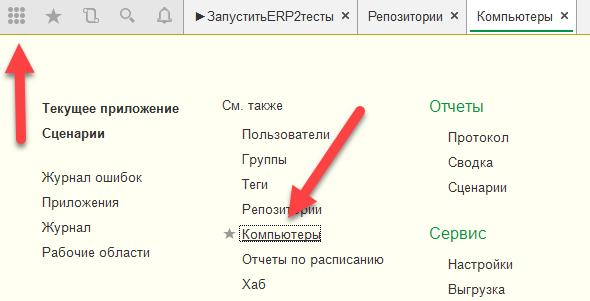 ►ЗапуститьERP2тесты × Репозитории × Компьютеры ×
Текущее приложение
Сценарии
Журнал ошибок
Приложения
Журнал
Рабочие области
См. также
Пользователи
Группы
Теги
Репозитории
Компьютеры
Отчеты по расписанию
Хаб
Отчеты
Протокол
Сводка
Сценарии
Сервис
Настройки
Выгрузка